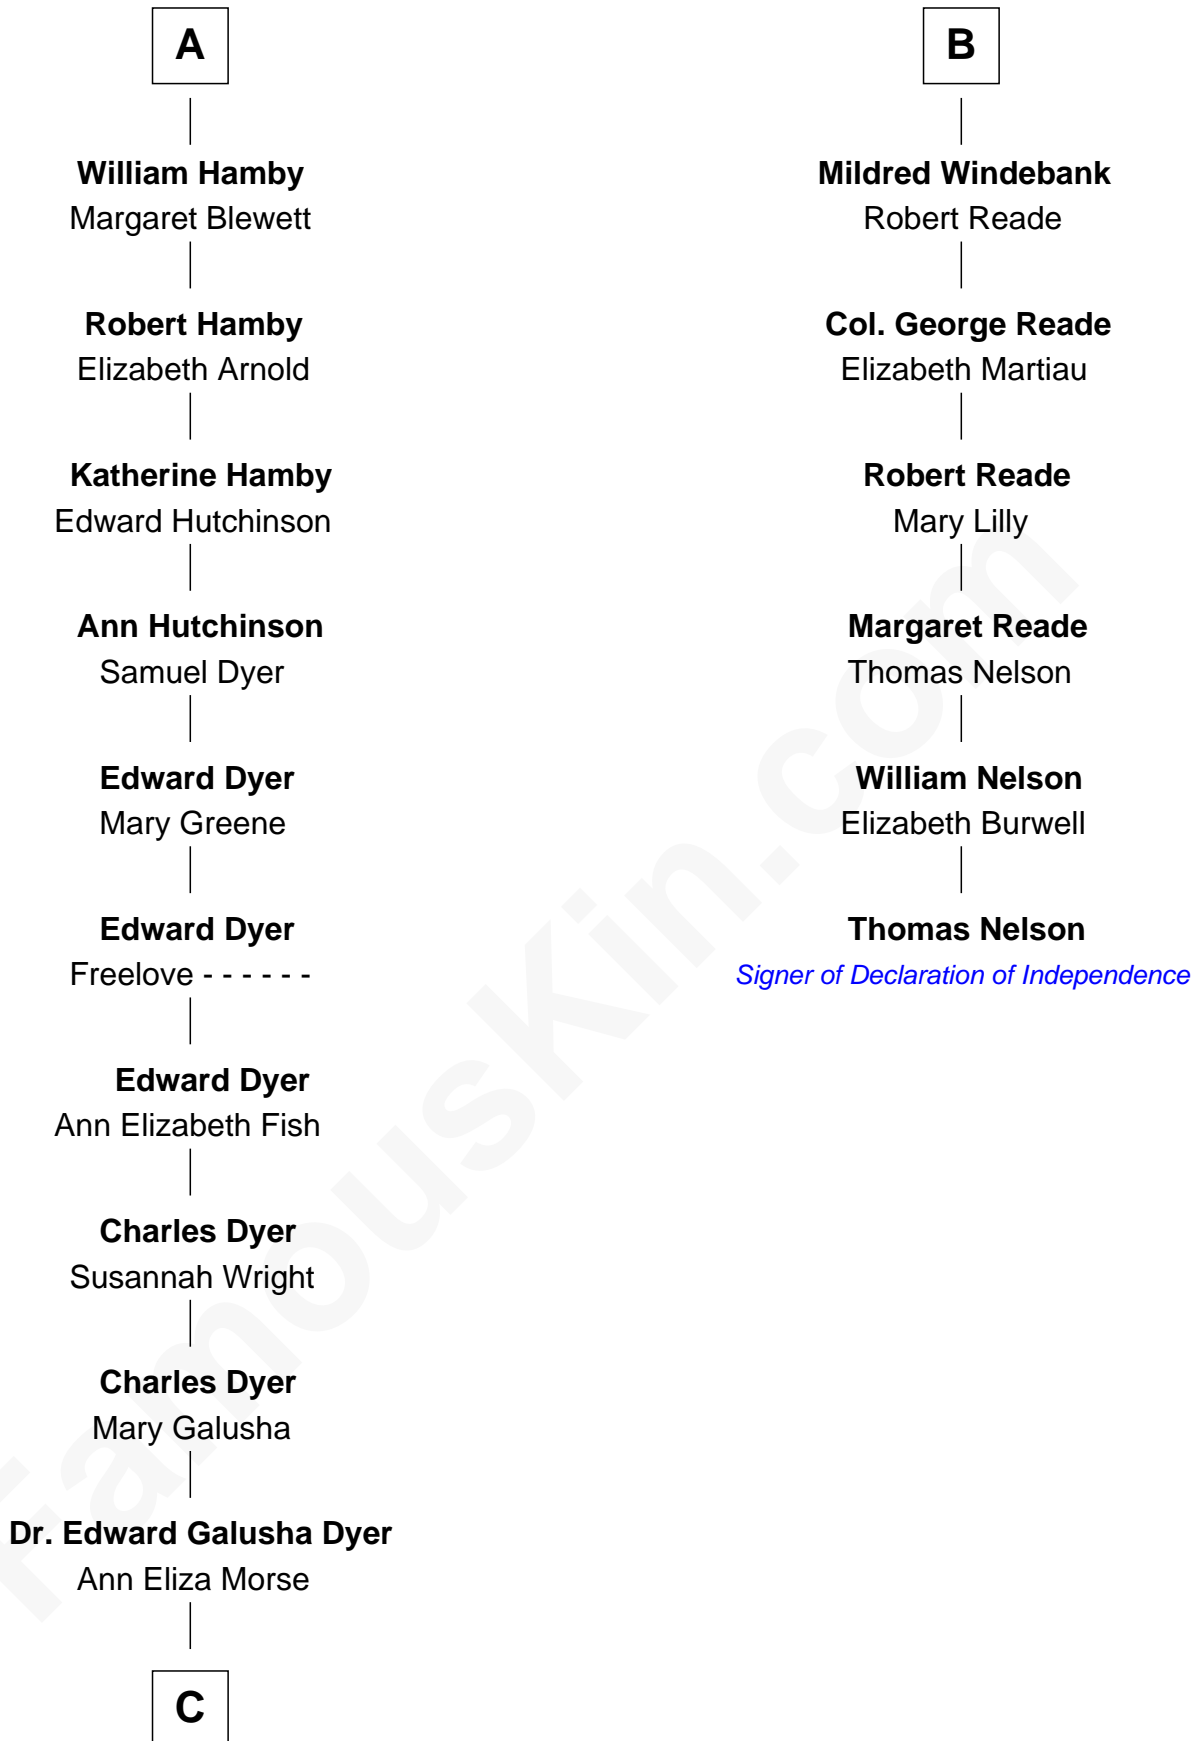 A
William Hamby
Margaret Blewett
Robert Hamby
Elizabeth Arnold
Katherine Hamby
Edward Hutchinson
Ann Hutchinson
Samuel Dyer
Edward Dyer
Mary Greene
Edward Dyer
Freelove - - - - - -
Edward Dyer
Ann Elizabeth Fish
Charles Dyer
Susannah Wright
Charles Dyer
Mary Galusha
Dr. Edward Galusha Dyer
Ann Eliza Morse
C
B
Mildred Windebank
Robert Reade
Col. George Reade
Elizabeth Martiau
Robert Reade
Mary Lilly
Margaret Reade
Thomas Nelson
William Nelson
Elizabeth Burwell
Thomas Nelson
Signer of Declaration of Independence
FamousKin.com